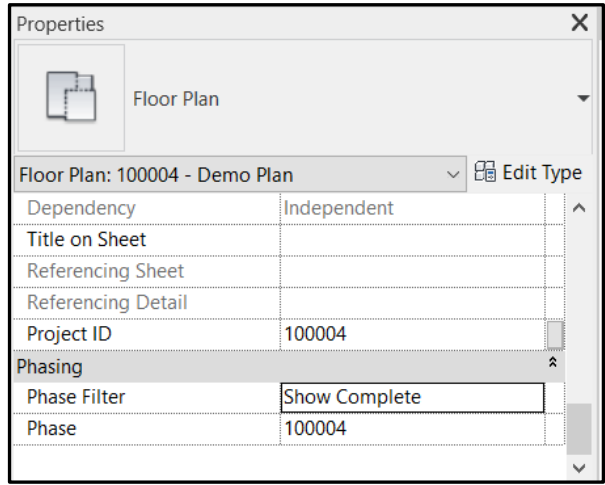 Properties
Floor Plan
Floor Plan: 100004 - Demo Plan Edit Type
Dependency Independent
Title on Sheet
Referencing Sheet
Referencing Detail
Project ID 100004
Phasing
Phase Filter Show Complete
Phase 100004